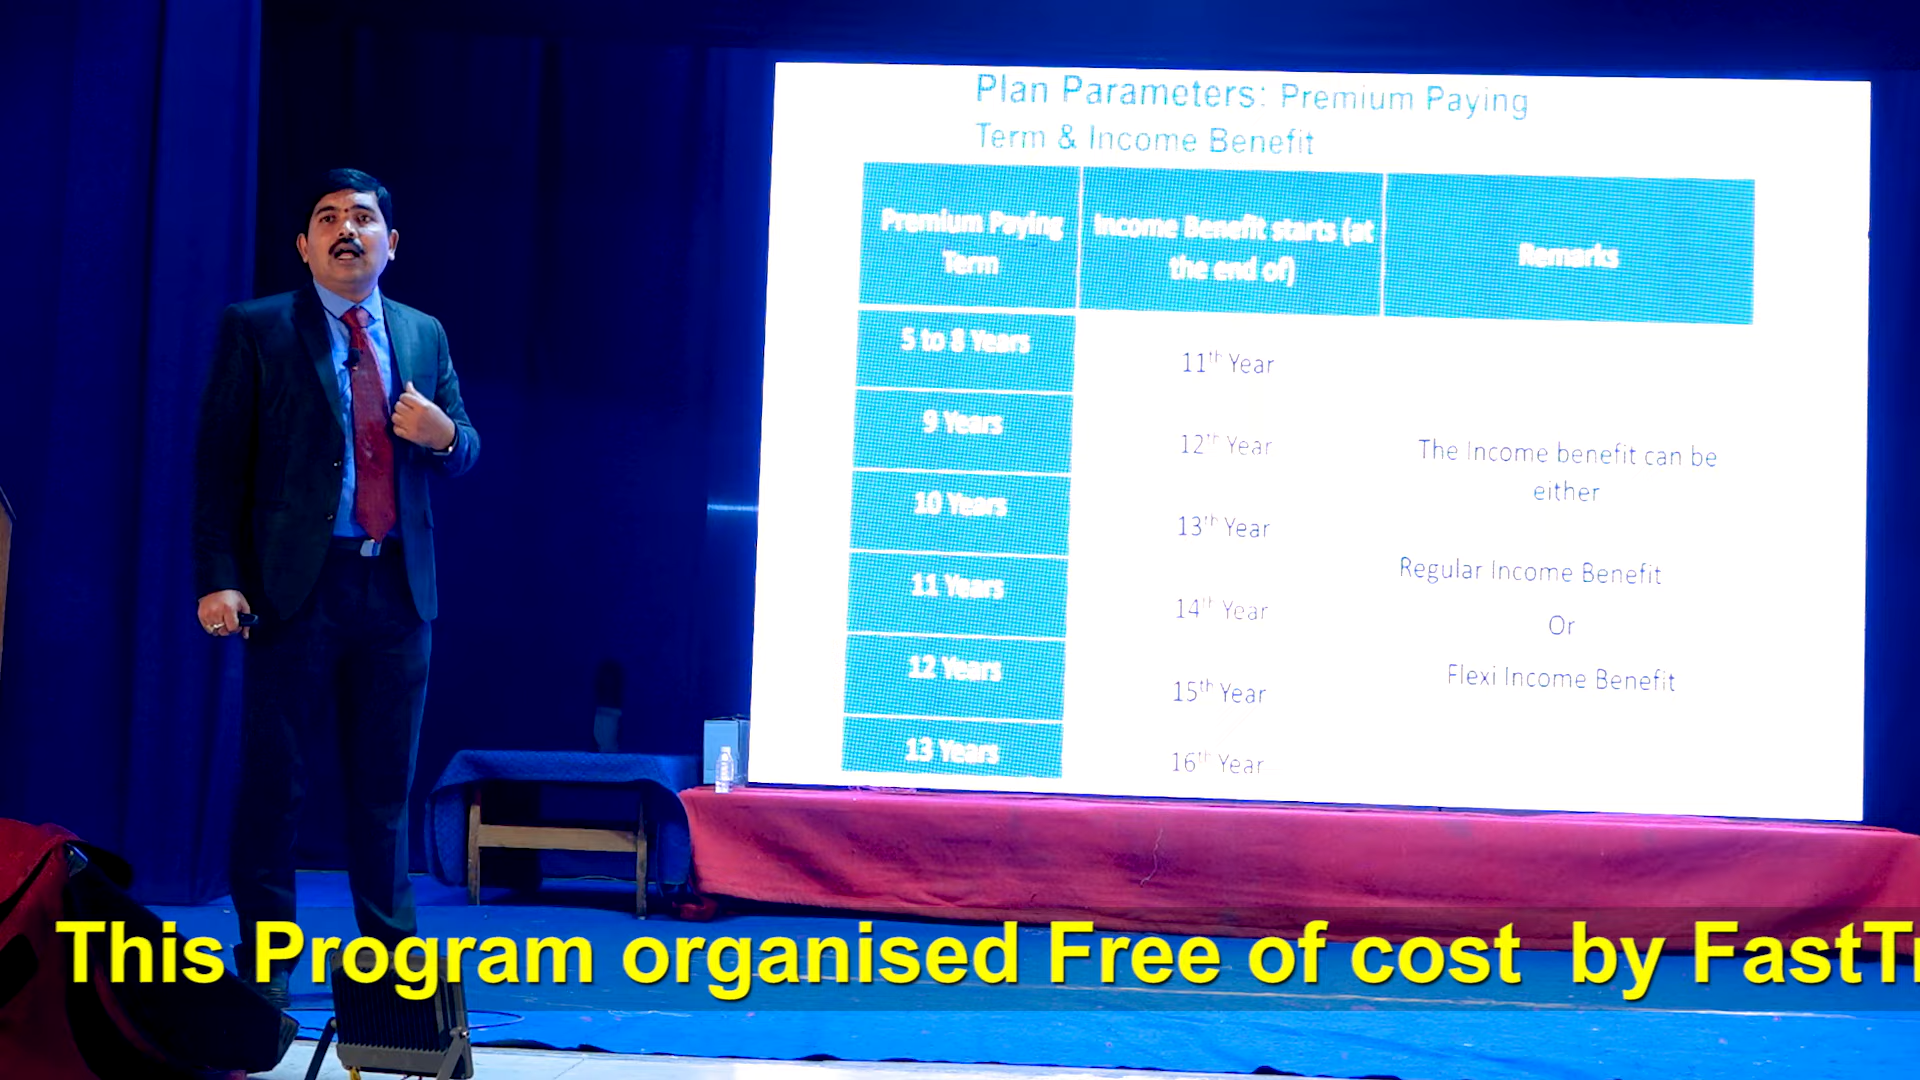 Plan Parameters: Premium Paying
Term & Income Benefit
Premium Paying
Term
Income Benefit starts (at
the end of)
Remarks
5 to 8 Years
11th Year
9 Years
12th Year
10 Years
13th Year
11 Years
14th Year
12 Years
15th Year
13 Years
16th Year
The Income benefit can be
either
Regular Income Benefit
Or
Flexi Income Benefit
This Program organised Free of cost by FastTr